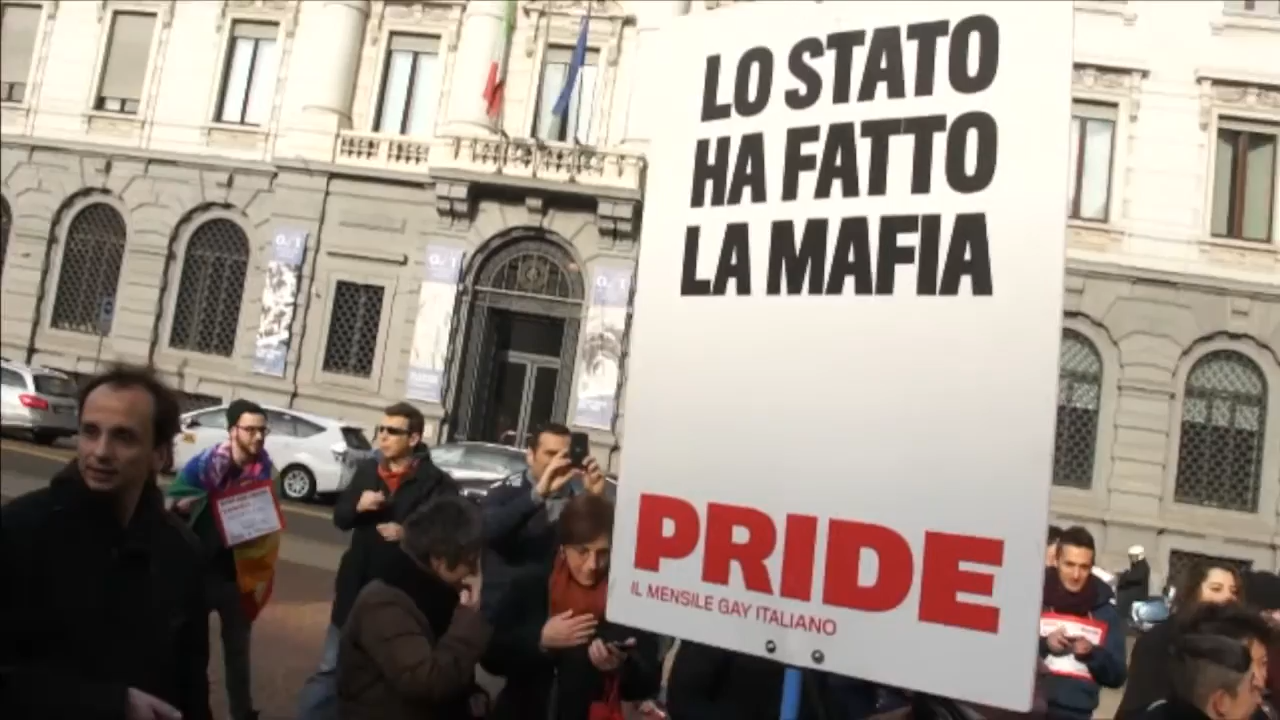 LO STATO
HA FATTO
LA MAFIA
PRIDE
IL MENSILE GAY ITALIANO